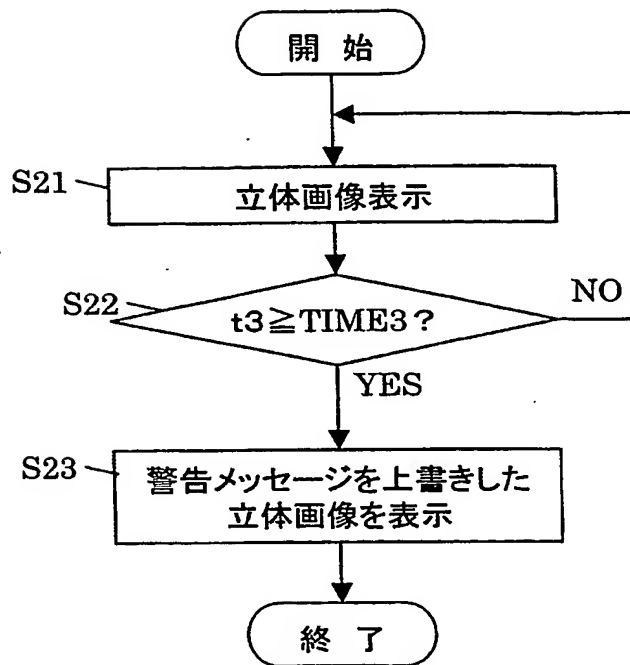 開 始
S21
立体画像表示
S22
t3≧TIME3?
NO
YES
S23
警告メッセージを上書きした
立体画像を表示
終 了